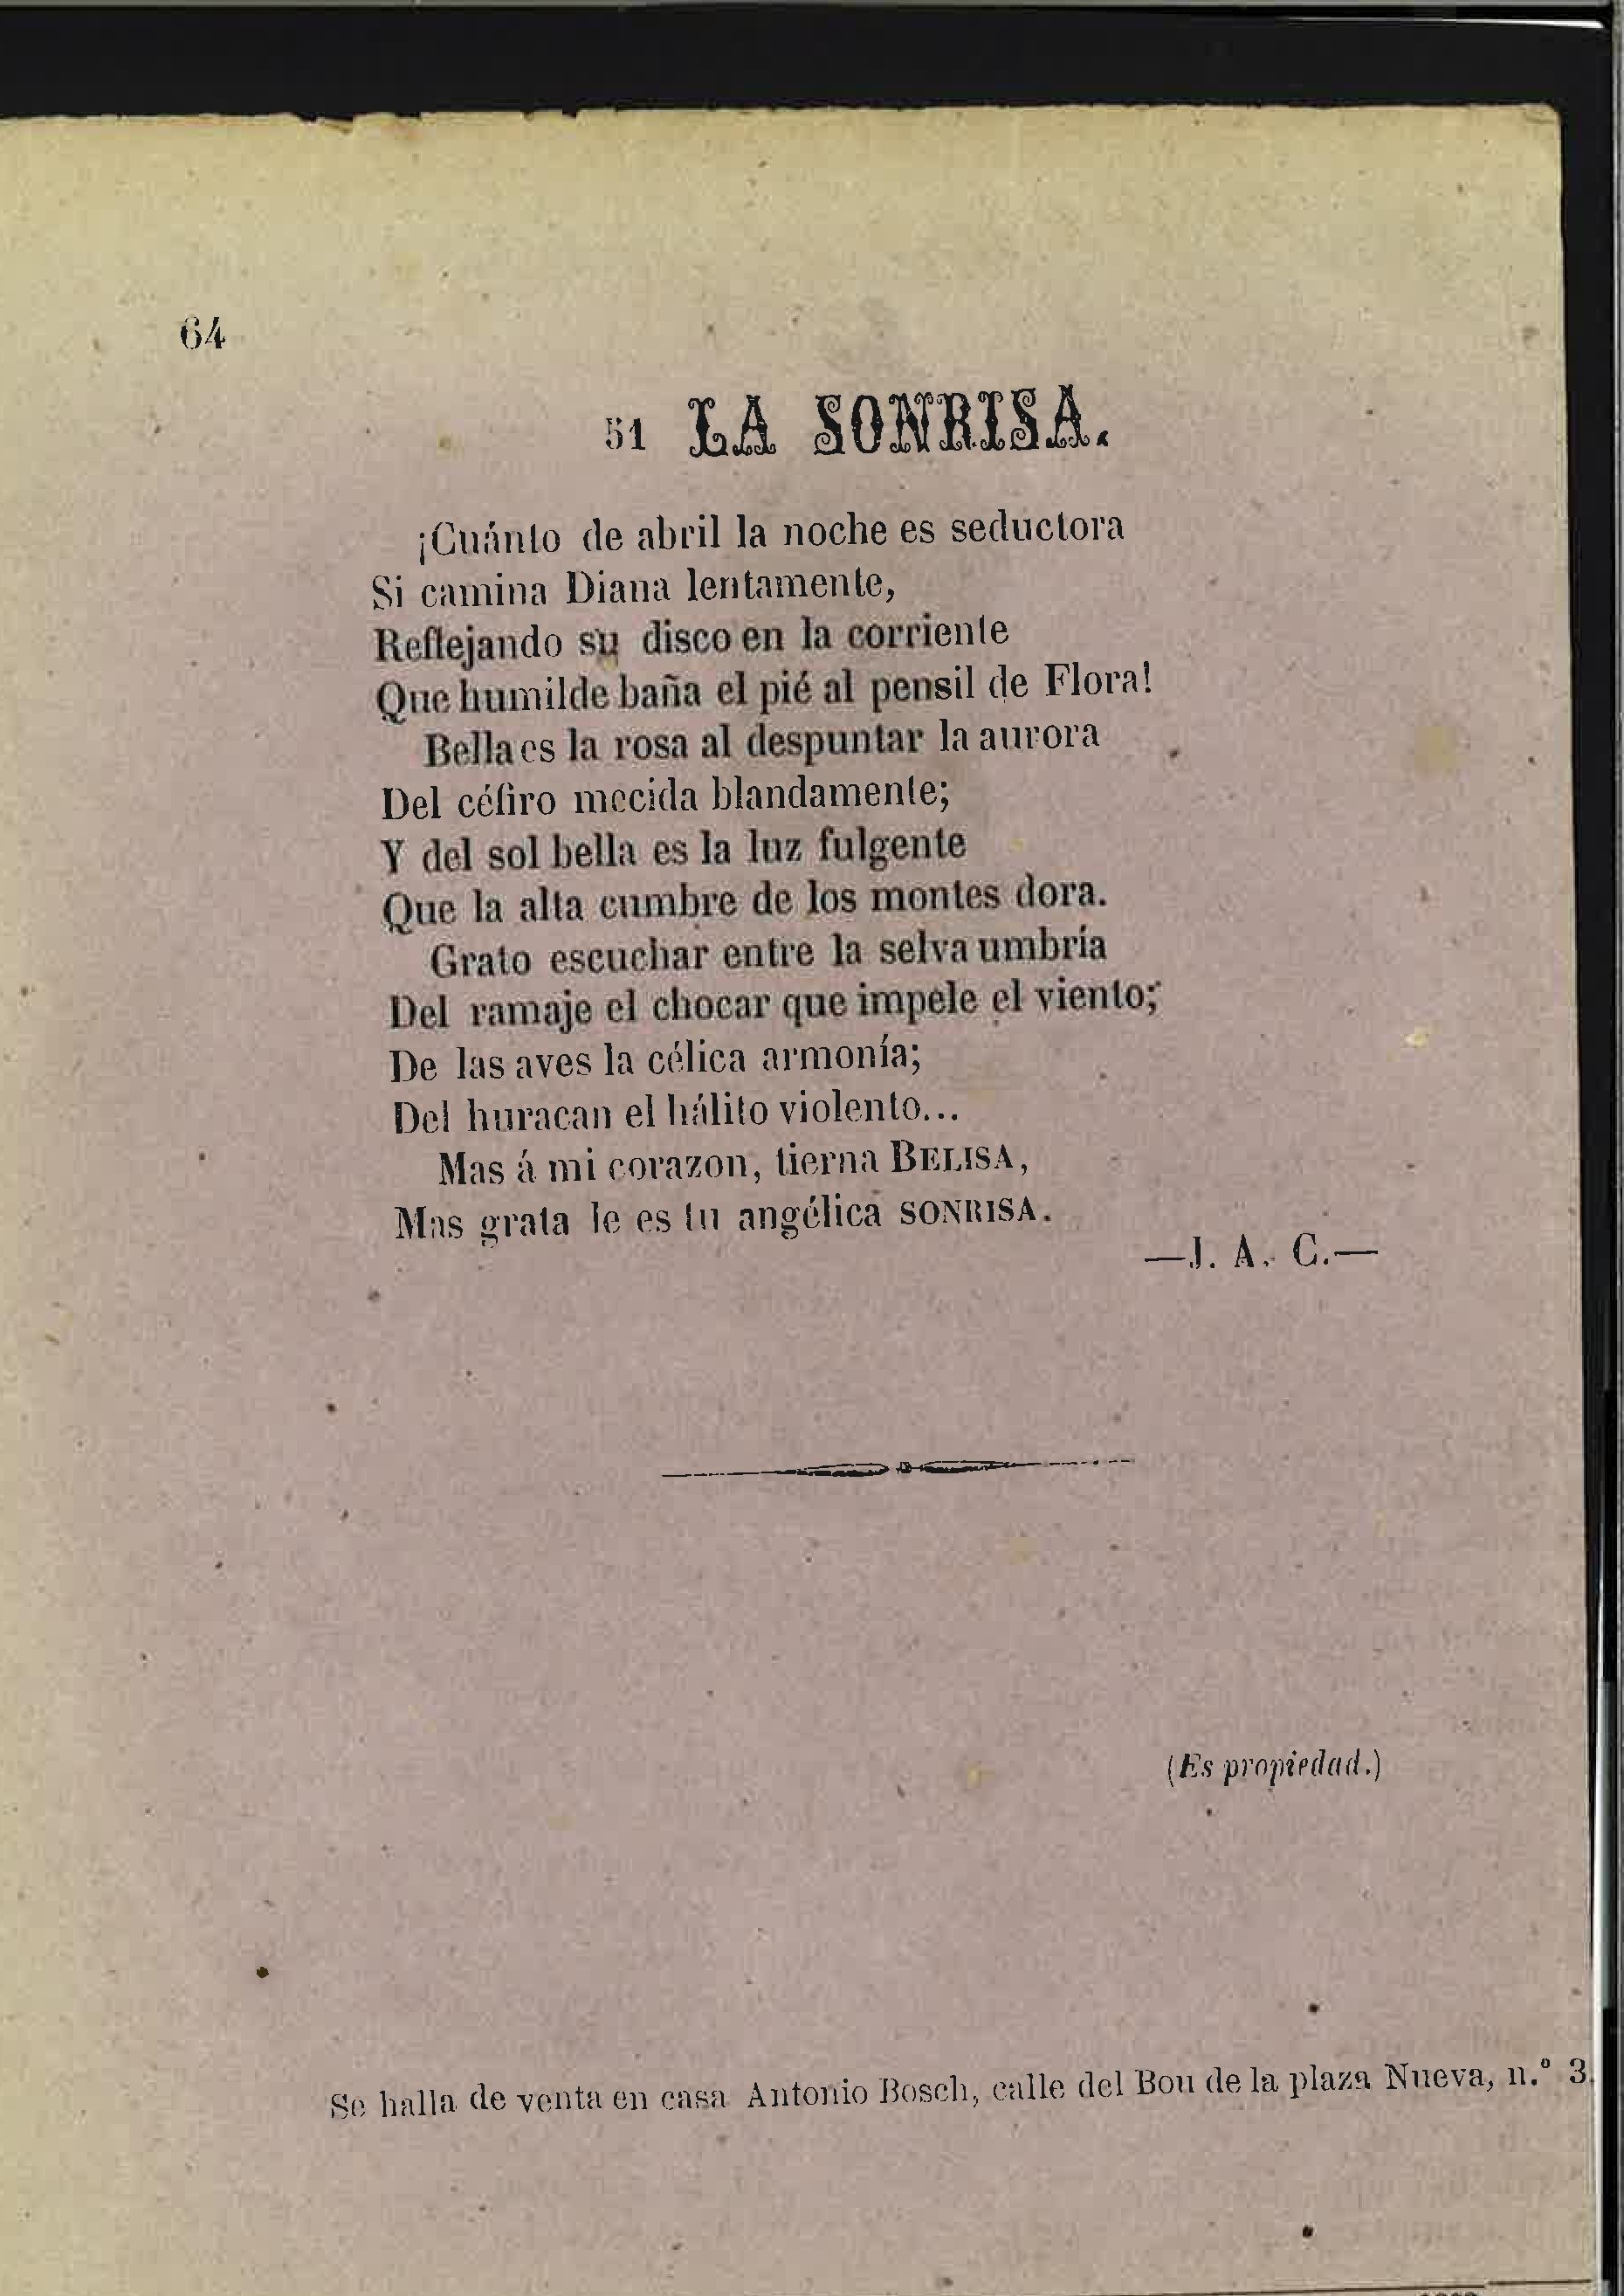 64
51 LA SONRISA.
¡Cuánto de abril la noche es seductora
Si camina Diana lentamente,
Reflejando su disco en la corriente
Que humilde baña el pié al pensil de Flora!
Bella es la rosa al despuntar la aurora
Del céfiro mecida blandamente;
Y del sol bella es la luz fulgente
Que la alta cumbre de los montes dora.
Grato escuchar entre la selva umbría
Del ramaje el chocar que impele el viento;
De las aves la célica armonía;
Del huracan el hálito violento...
Mas á mi corazon, tierna BELISA,
Mas grata le es tu angélica SONRISA.
—J. A. C.—
(Es propiedad.)
Se halla de venta en casa Antonio Bosch, calle del Bou de la plaza Nueva, n.º 3.